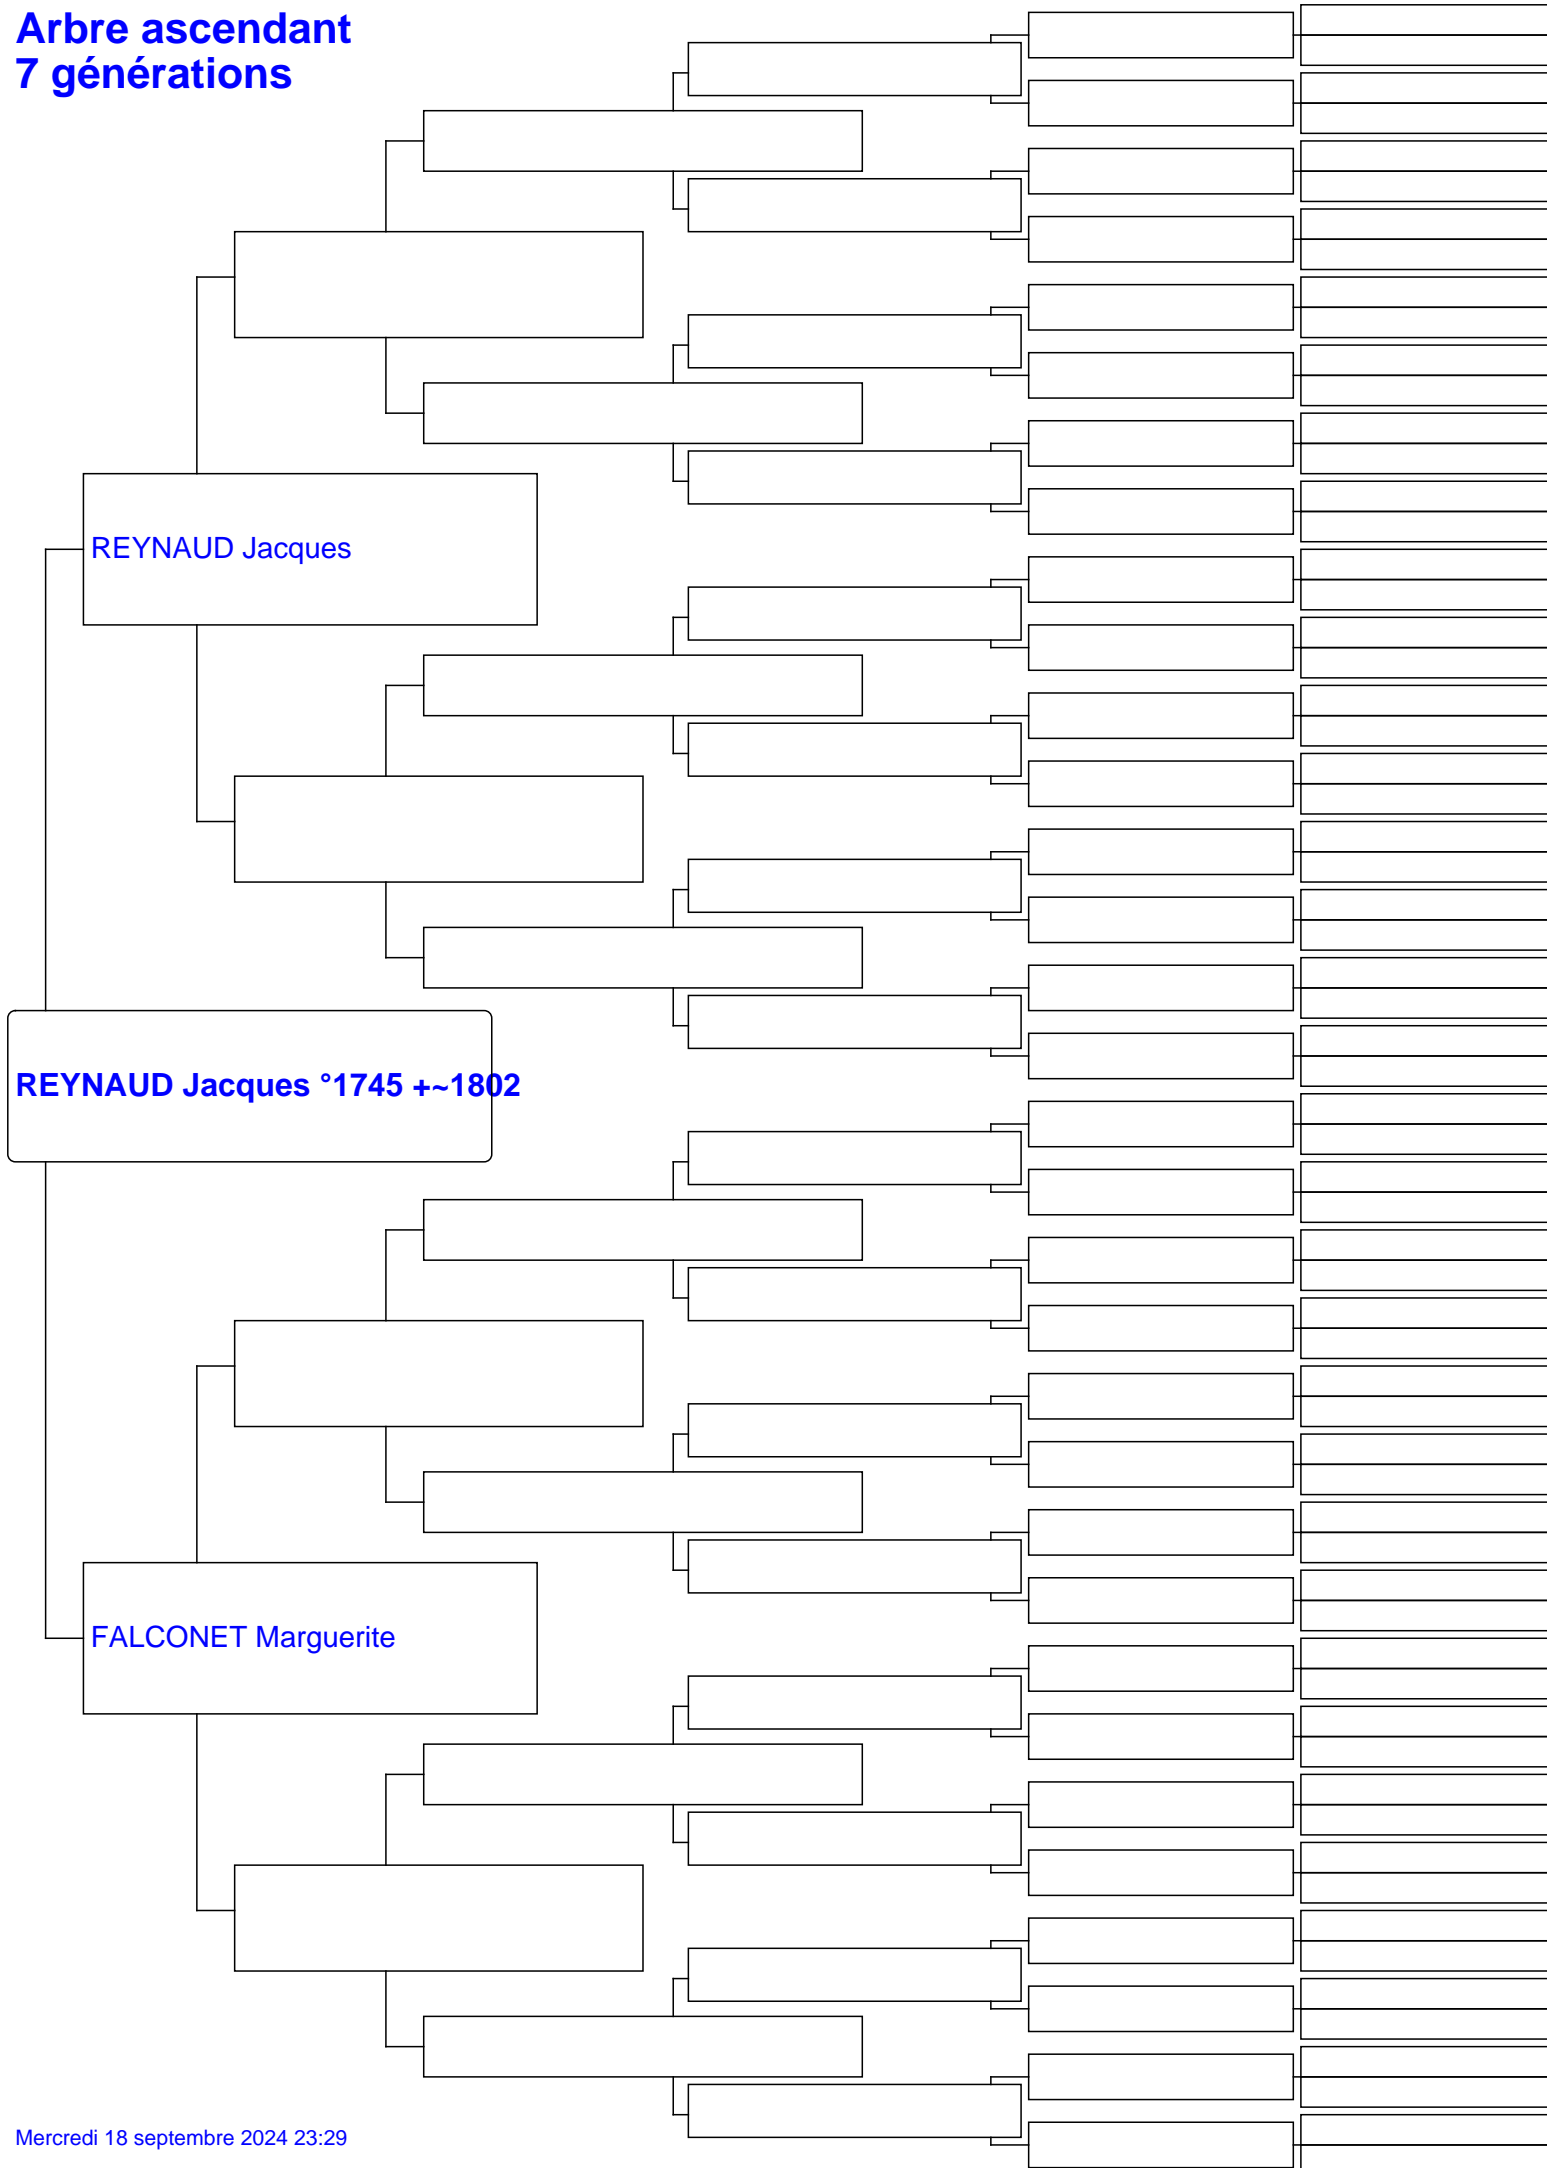 Arbre ascendant
7 générations
REYNAUD Jacques
REYNAUD Jacques °1745 +~1802
FALCONET Marguerite
Mercredi 18 septembre 2024 23:29